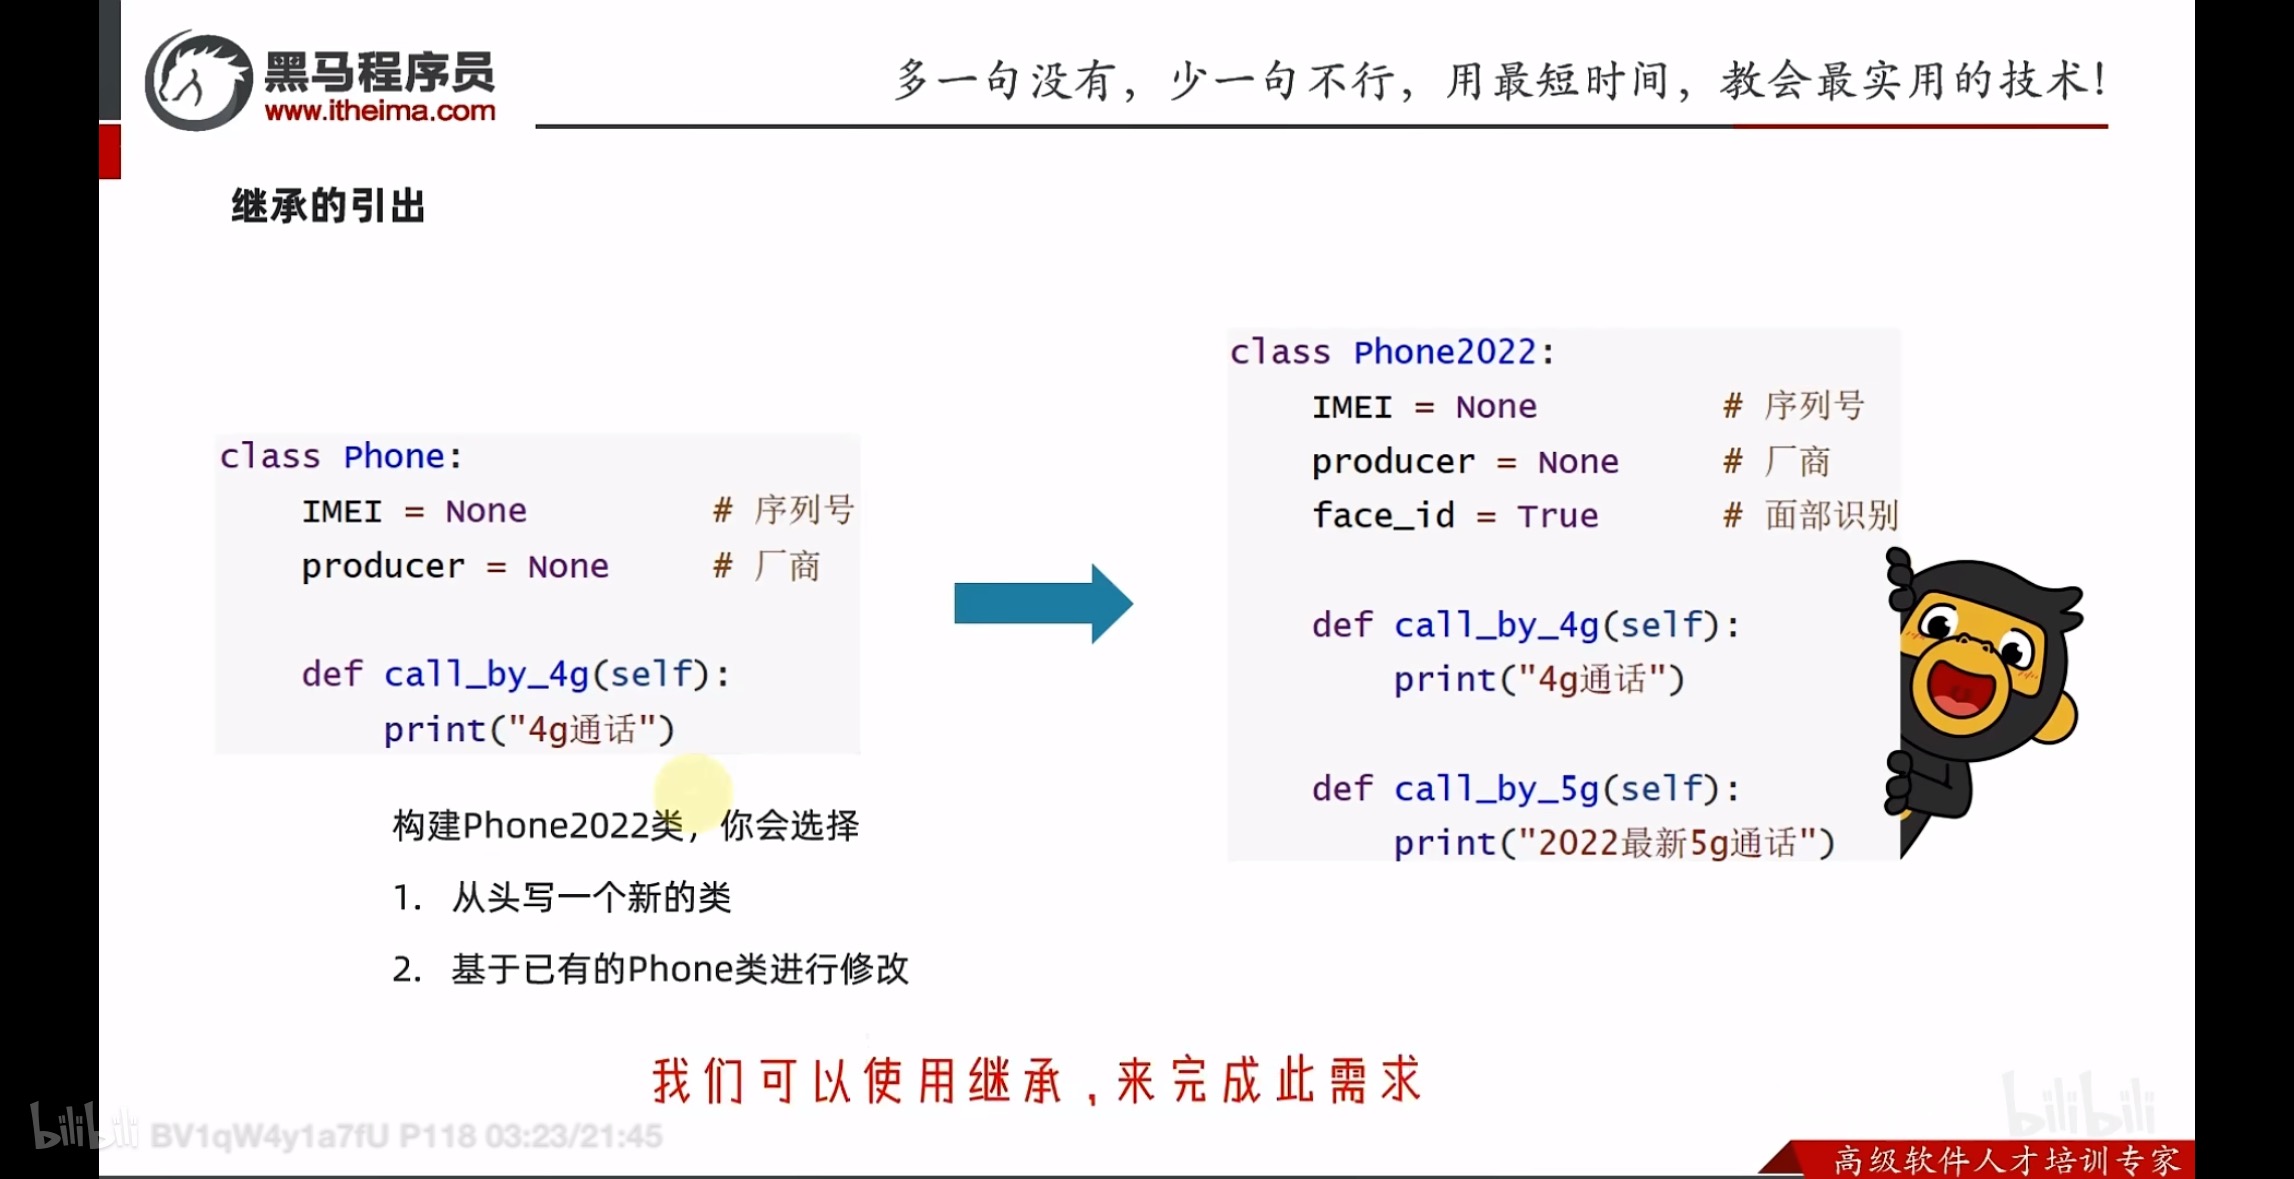 黑马程序员
www.itheima.com
多一句没有，少一句不行，用最短时间，教会最实用的技术！
继承的引出
class Phone:
    IMEI = None         # 序列号
    producer = None     # 厂商

    def call_by_4g(self):
        print("4g通话")
构建Phone2022类，你会选择
1. 从头写一个新的类
2. 基于已有的Phone类进行修改
class Phone2022:
    IMEI = None         # 序列号
    producer = None     # 厂商
    face_id = True      # 面部识别

    def call_by_4g(self):
        print("4g通话")

    def call_by_5g(self):
        print("2022最新5g通话")
我们可以使用继承，来完成此需求
bilibili BV1qW4y1a7fU P118 03:23/21:45
bilibili
高级软件人才培训专家